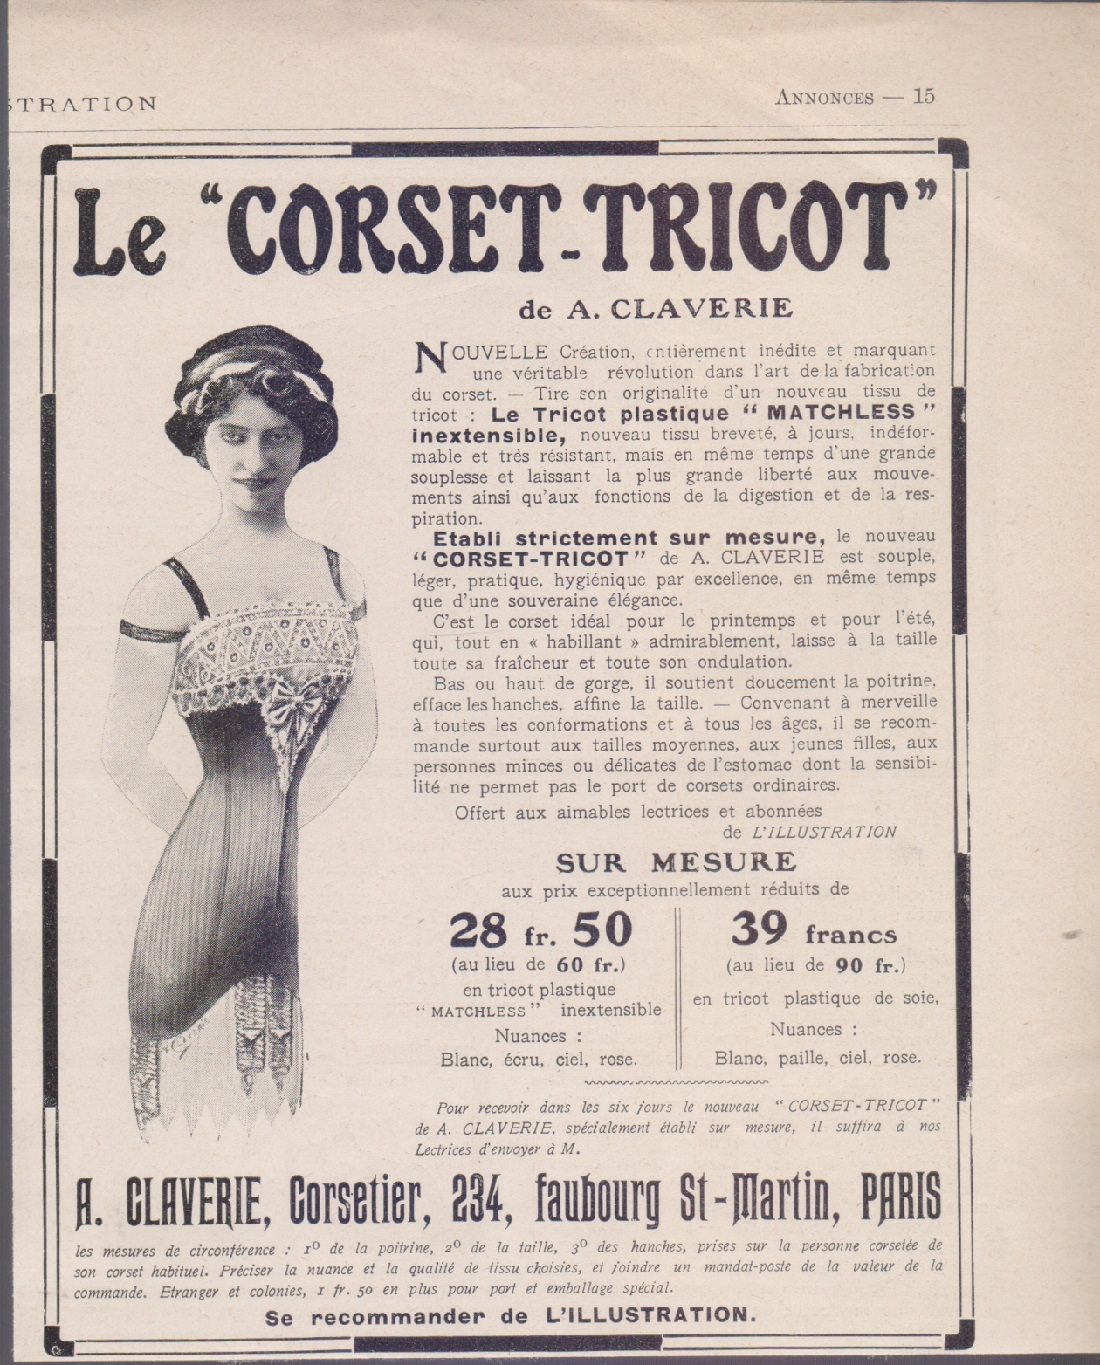 STRATION
ANNONCES — 15
Le “CORSET-TRICOT”
de A. CLAVERIE
NOUVELLE Création, entièrement inédite et marquant
une véritable révolution dans l'art de la fabrication
du corset. — Tire son originalité d'un nouveau tissu de
tricot : Le Tricot plastique “ MATCHLESS ”
inextensible, nouveau tissu breveté, à jours, indéfor-
mable et très résistant, mais en même temps d'une grande
souplesse et laissant la plus grande liberté aux mouve-
ments ainsi qu'aux fonctions de la digestion et de la res-
piration.
Etabli strictement sur mesure, le nouveau
“ CORSET-TRICOT ” de A. CLAVERIE est souple,
léger, pratique, hygiénique par excellence, en même temps
que d'une souveraine élégance.
C'est le corset idéal pour le printemps et pour l'été,
qui, tout en « habillant » admirablement, laisse à la taille
toute sa fraîcheur et toute son ondulation.
Bas ou haut de gorge, il soutient doucement la poitrine,
efface les hanches, affine la taille. — Convenant à merveille
à toutes les conformations et à tous les âges, il se recom-
mande surtout aux tailles moyennes, aux jeunes filles, aux
personnes minces ou délicates de l'estomac dont la sensibi-
lité ne permet pas le port de corsets ordinaires.
Offert aux aimables lectrices et abonnées
de L'ILLUSTRATION
SUR MESURE
aux prix exceptionnellement réduits de
28 fr. 50
(au lieu de 60 fr.)
en tricot plastique
“ MATCHLESS ” inextensible
Nuances :
Blanc, écru, ciel, rose.
39 francs
(au lieu de 90 fr.)
en tricot plastique de soie,
Nuances :
Blanc, paille, ciel, rose.
Pour recevoir dans les six jours le nouveau “ CORSET-TRICOT ”
de A. CLAVERIE, spécialement établi sur mesure, il suffira à nos
Lectrices d'envoyer à M.
A. CLAVERIE, Corsetier, 234, faubourg St-Martin, PARIS
les mesures de circonférence : 1º de la poitrine, 2º de la taille, 3º des hanches, prises sur la personne corsetée de
son corset habituel. Préciser la nuance et la qualité de tissu choisies, et joindre un mandat-poste de la valeur de la
commande. Etranger et colonies, 1 fr. 50 en plus pour port et emballage spécial.
Se recommander de L'ILLUSTRATION.